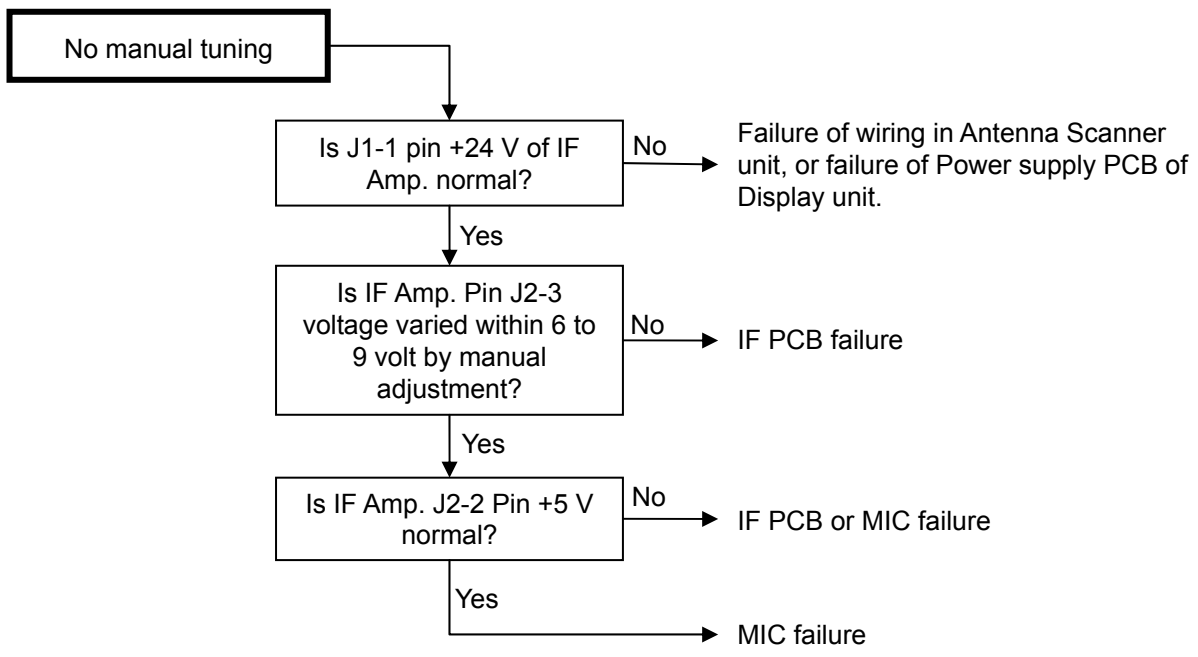 No manual tuning
Is J1-1 pin +24 V of IF
Amp. normal?
No
Failure of wiring in Antenna Scanner
unit, or failure of Power supply PCB of
Display unit.
Yes
Is IF Amp. Pin J2-3
voltage varied within 6 to
9 volt by manual
adjustment?
No
IF PCB failure
Yes
Is IF Amp. J2-2 Pin +5 V
normal?
No
IF PCB or MIC failure
Yes
MIC failure